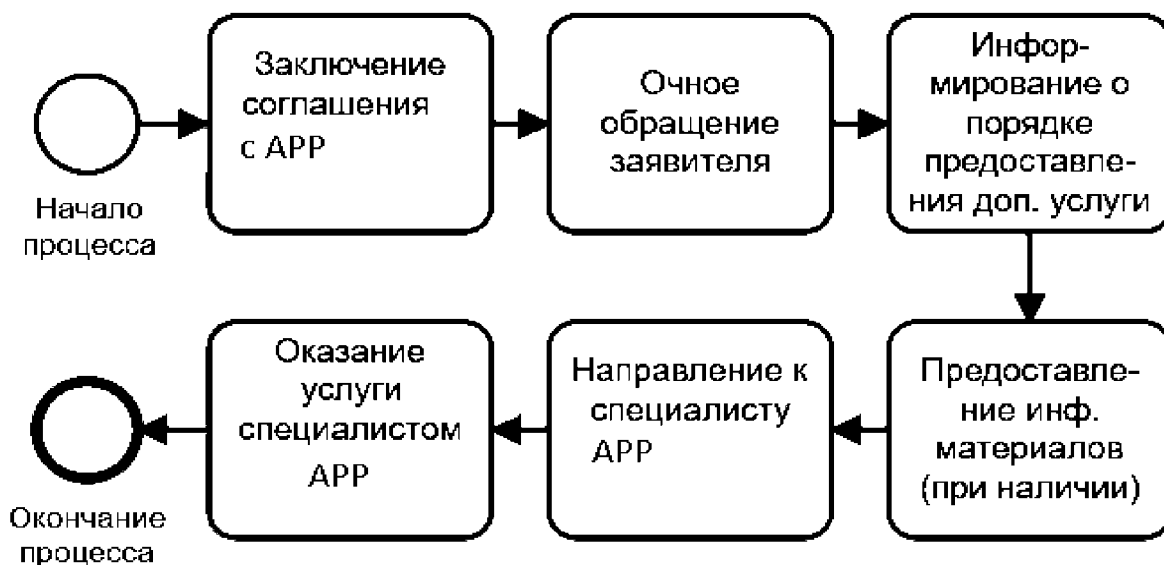 Заключение
соглашения
с АРР
Очное
обращение
заявителя
Инфор-
мирование о
порядке
предоставле-
ния доп. услуги
Начало
процесса
Предоставле-
ние инф.
материалов
(при наличии)
Направление к
специалисту
АРР
Оказание
услуги
специалистом
АРР
Окончание
процесса